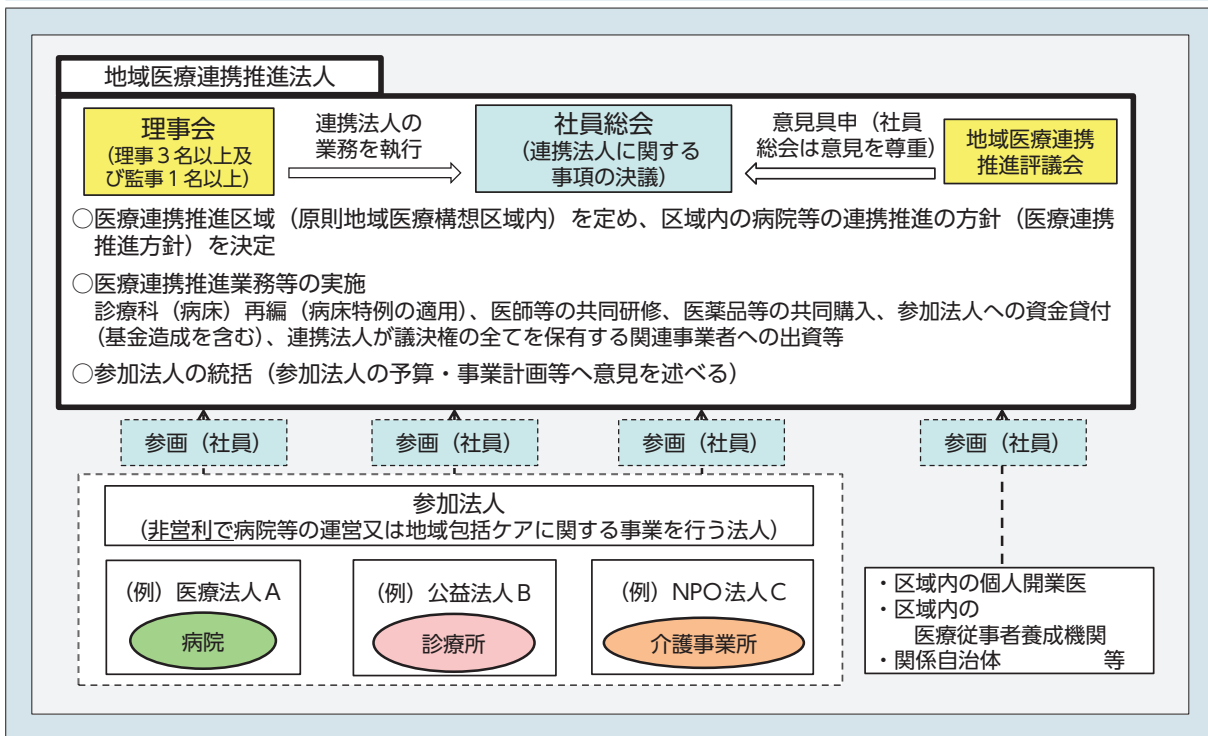 地域医療連携推進法人
理事会
(理事3名以上及
び監事1名以上)
連携法人の
業務を執行
社員総会
(連携法人に関する
事項の決議)
意見具申(社員
総会は意見を尊重)
地域医療連携
推進評議会
○医療連携推進区域(原則地域医療構想区域内)を定め、区域内の病院等の連携推進の方針(医療連携
推進方針)を決定
○医療連携推進業務等の実施
診療科(病床)再編(病床特例の適用)、医師等の共同研修、医薬品等の共同購入、参加法人への資金貸付
(基金造成を含む)、連携法人が議決権の全てを保有する関連事業者への出資等
○参加法人の統括(参加法人の予算・事業計画等へ意見を述べる)
参画(社員)
参画(社員)
参画(社員)
参画(社員)
参加法人
(非営利で病院等の運営又は地域包括ケアに関する事業を行う法人)
(例)医療法人A
病院
(例)公益法人B
診療所
(例)NPO法人C
介護事業所
・区域内の個人開業医
・区域内の
医療従事者養成機関
・関係自治体 等